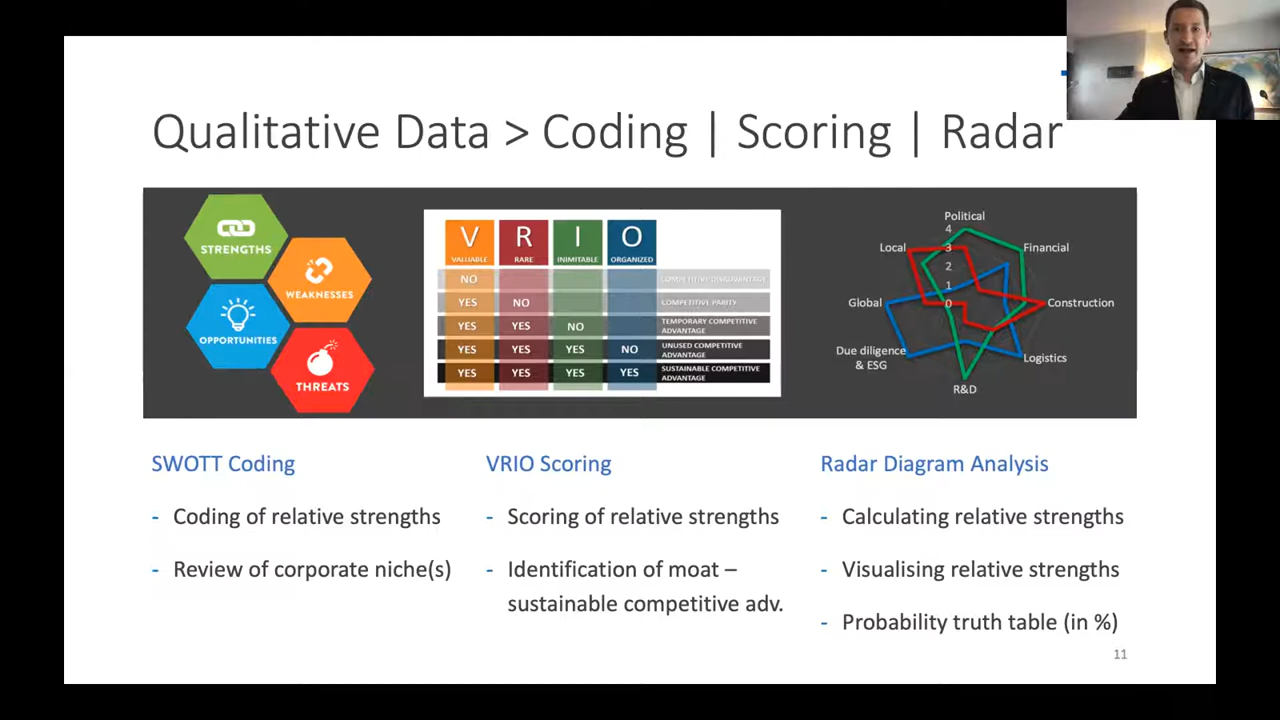 Qualitative Data > Coding | Scoring | Radar
STRENGTHS
WEAKNESSES
OPPORTUNITIES
THREATS
V R I O
VALUABLE RARE INIMITABLE ORGANIZED
NO COMPETITIVE DISADVANTAGE
YES NO COMPETITIVE PARITY
YES YES NO TEMPORARY COMPETITIVE
ADVANTAGE
YES YES YES NO UNUSED COMPETITIVE
ADVANTAGE
YES YES YES YES SUSTAINABLE COMPETITIVE
ADVANTAGE
Political
4
Local 3 Financial
2
1
Global 0 Construction
Due diligence
& ESG
Logistics
R&D
SWOTT Coding
- Coding of relative strengths
- Review of corporate niche(s)
VRIO Scoring
- Scoring of relative strengths
- Identification of moat –
sustainable competitive adv.
Radar Diagram Analysis
- Calculating relative strengths
- Visualising relative strengths
- Probability truth table (in %)
11